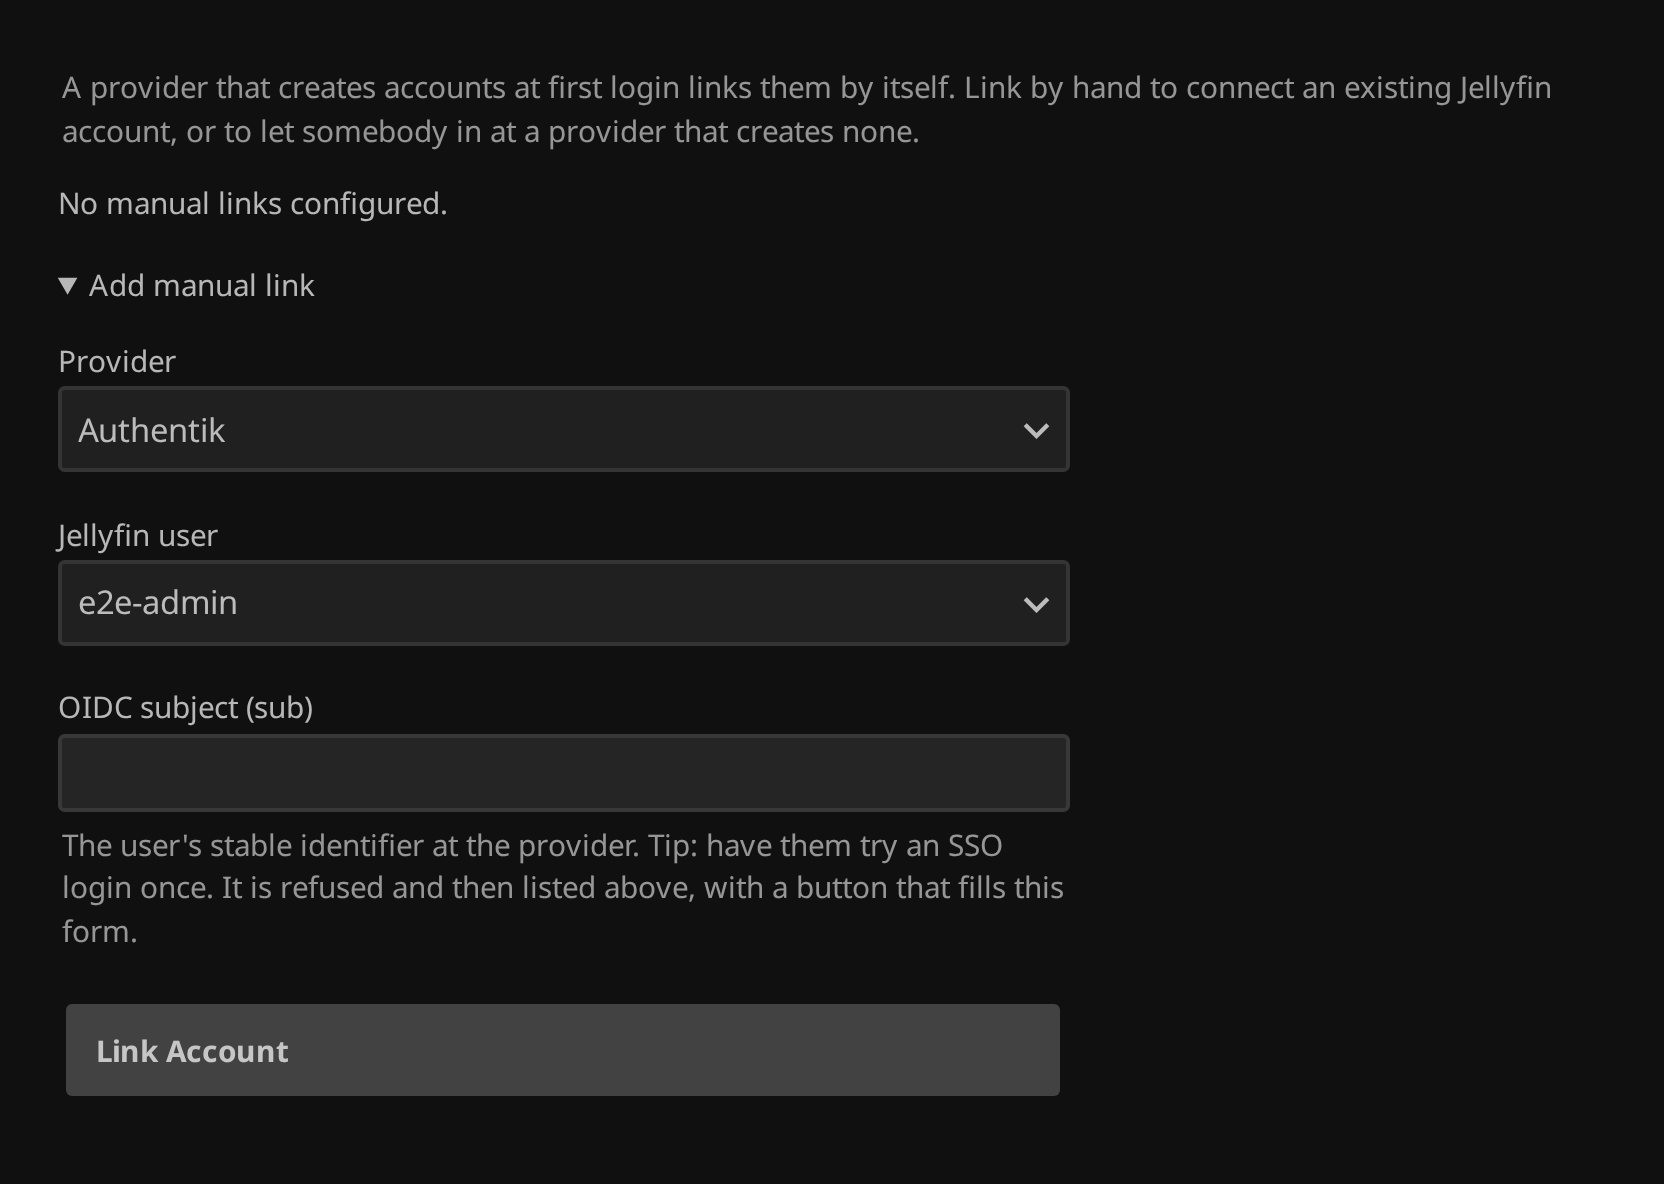 A provider that creates accounts at first login links them by itself. Link by hand to connect an existing Jellyfin
account, or to let somebody in at a provider that creates none.
No manual links configured.
Add manual link
Provider
Authentik
Jellyfin user
e2e-admin
OIDC subject (sub)
The user's stable identifier at the provider. Tip: have them try an SSO
login once. It is refused and then listed above, with a button that fills this
form.
Link Account